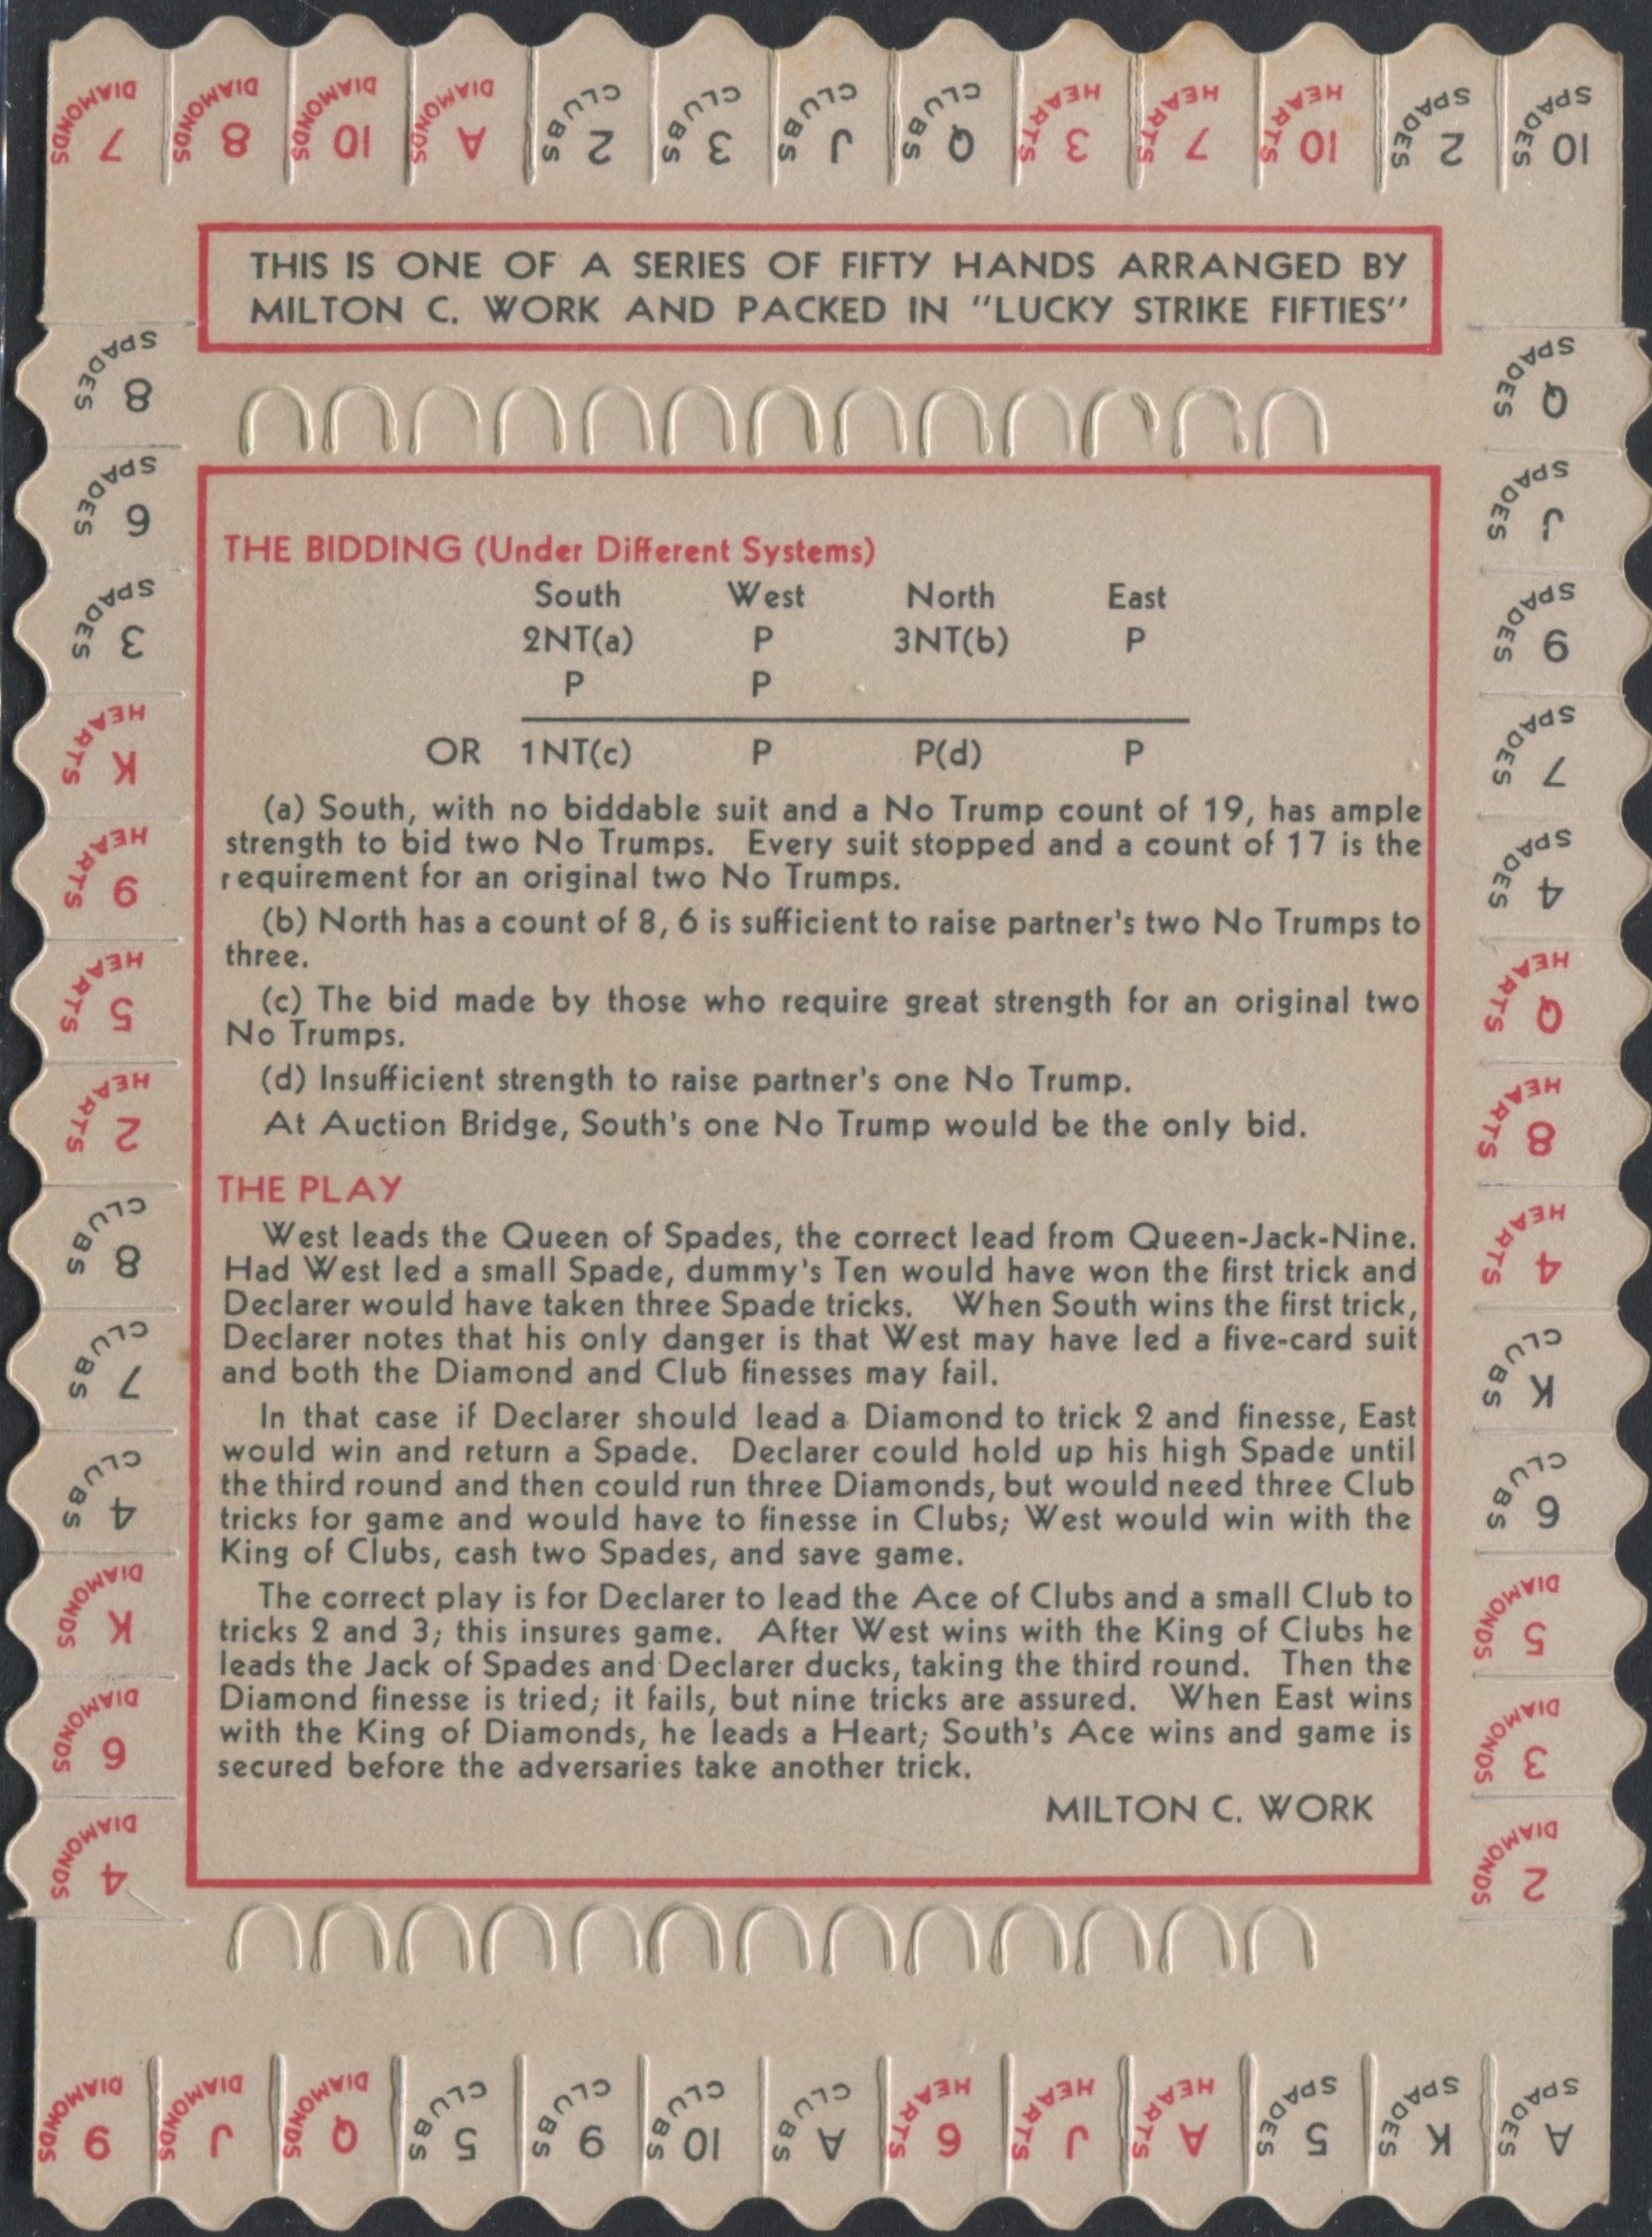 DIAMONDS 7
DIAMONDS 8
DIAMONDS 10
DIAMONDS A
CLUBS 2
CLUBS 3
CLUBS J
CLUBS Q
HEARTS 3
HEARTS 7
HEARTS 10
SPADES 2
SPADES 10
THIS IS ONE OF A SERIES OF FIFTY HANDS ARRANGED BY
MILTON C. WORK AND PACKED IN "LUCKY STRIKE FIFTIES"
SPADES 8
SPADES 6
SPADES 3
HEARTS K
HEARTS 9
HEARTS 5
HEARTS 2
CLUBS 8
CLUBS 7
CLUBS 4
DIAMONDS K
DIAMONDS 6
DIAMONDS 4
THE BIDDING (Under Different Systems)
South West North East
2NT(a) P 3NT(b) P
P P
OR 1NT(c) P P(d) P
(a) South, with no biddable suit and a No Trump count of 19, has ample
strength to bid two No Trumps. Every suit stopped and a count of 17 is the
requirement for an original two No Trumps.
(b) North has a count of 8, 6 is sufficient to raise partner's two No Trumps to
three.
(c) The bid made by those who require great strength for an original two
No Trumps.
(d) Insufficient strength to raise partner's one No Trump.
At Auction Bridge, South's one No Trump would be the only bid.
THE PLAY
West leads the Queen of Spades, the correct lead from Queen-Jack-Nine.
Had West led a small Spade, dummy's Ten would have won the first trick and
Declarer would have taken three Spade tricks. When South wins the first trick,
Declarer notes that his only danger is that West may have led a five-card suit
and both the Diamond and Club finesses may fail.
In that case if Declarer should lead a Diamond to trick 2 and finesse, East
would win and return a Spade. Declarer could hold up his high Spade until
the third round and then could run three Diamonds, but would need three Club
tricks for game and would have to finesse in Clubs; West would win with the
King of Clubs, cash two Spades, and save game.
The correct play is for Declarer to lead the Ace of Clubs and a small Club to
tricks 2 and 3; this insures game. After West wins with the King of Clubs he
leads the Jack of Spades and Declarer ducks, taking the third round. Then the
Diamond finesse is tried; it fails, but nine tricks are assured. When East wins
with the King of Diamonds, he leads a Heart; South's Ace wins and game is
secured before the adversaries take another trick.
MILTON C. WORK
SPADES Q
SPADES J
SPADES 9
SPADES 7
SPADES 4
HEARTS Q
HEARTS 8
HEARTS 4
CLUBS K
CLUBS 6
DIAMONDS 5
DIAMONDS 3
DIAMONDS 2
DIAMONDS 9
DIAMONDS J
DIAMONDS Q
CLUBS 5
CLUBS 9
CLUBS 10
CLUBS A
HEARTS 6
HEARTS J
HEARTS A
SPADES 5
SPADES K
SPADES A